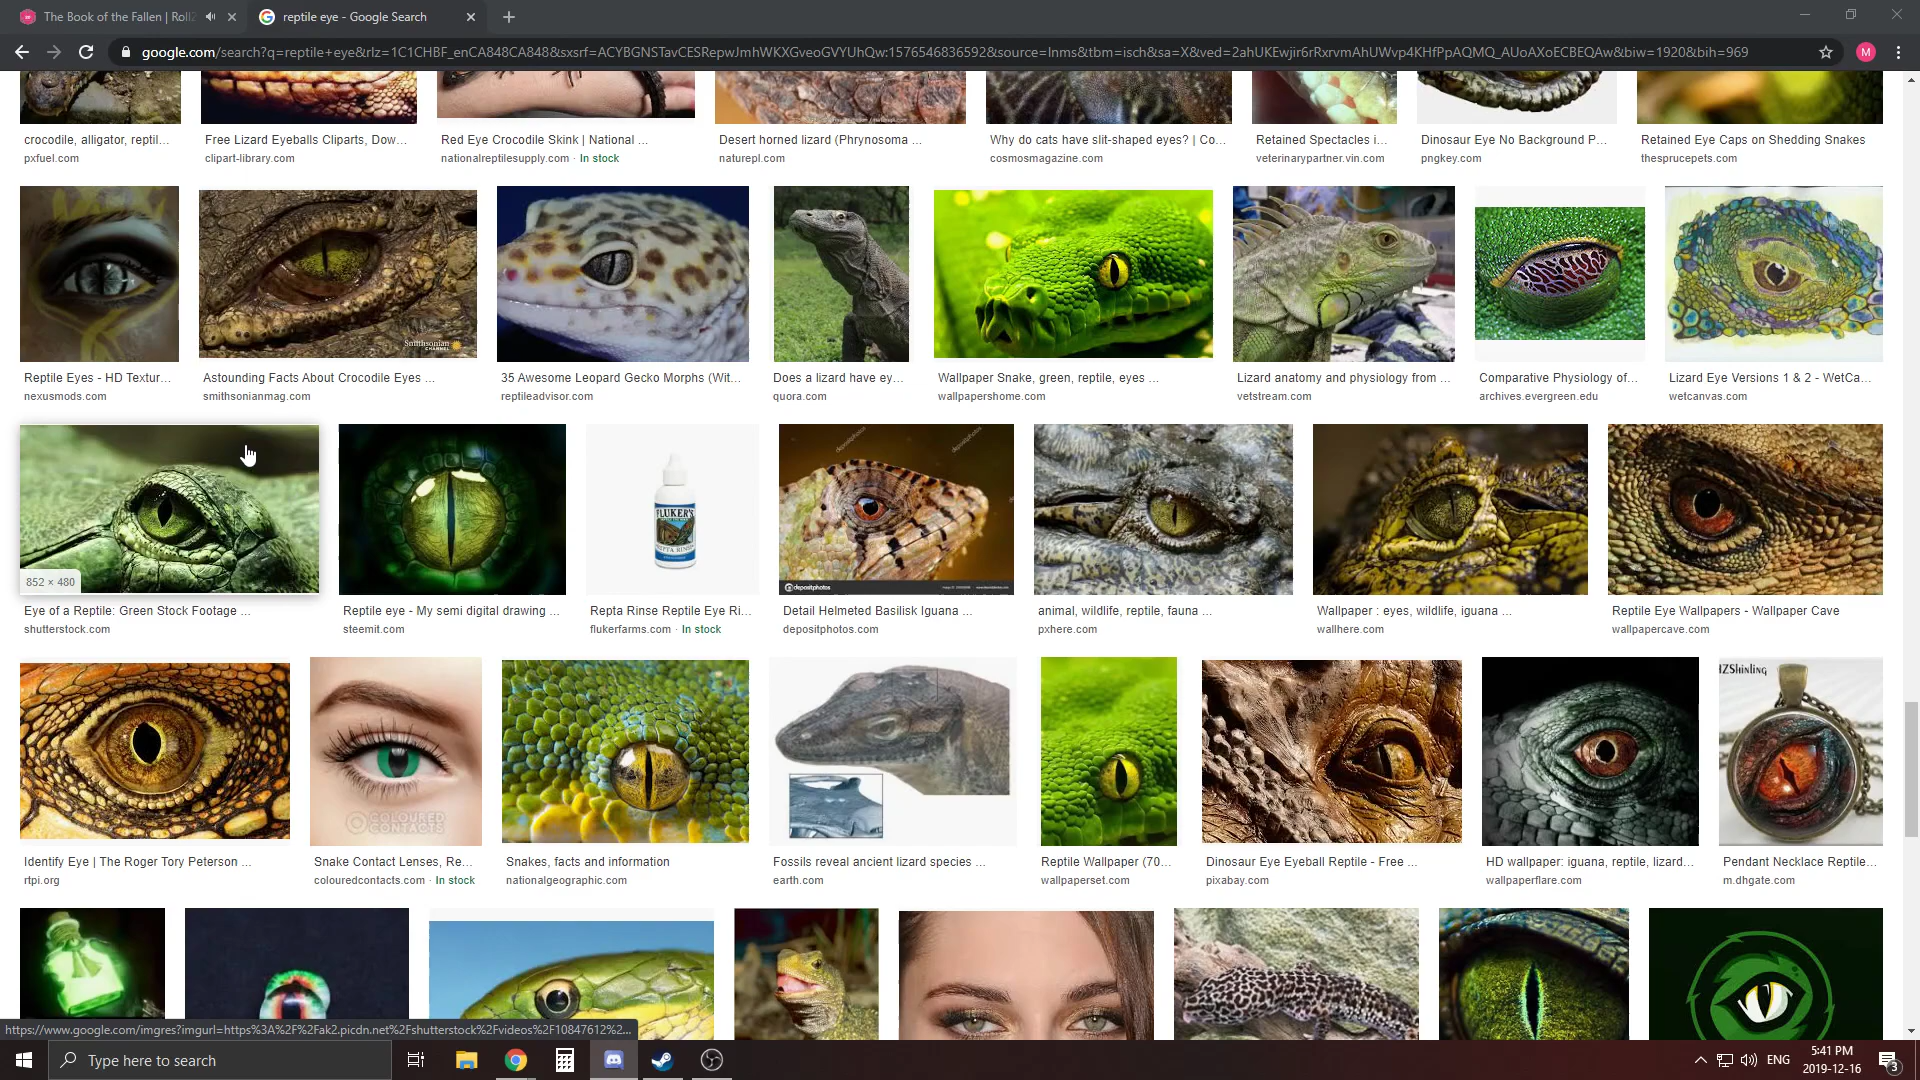 The Book of the Fallen | Roll2
reptile eye - Google Search
google.com/search?q=reptile+eye&rlz=1C1CHBF_enCA848CA848&sxsrf=ACYBGNSTavCESRepwJmhWKXGveoGVYUhQw:1576546836592&source=lnms&tbm=isch&sa=X&ved=2ahUKEwjir6rRxrvmAhUWvp4KHfPpAQMQ_AUoAXoECBEQAw&biw=1920&bih=969
M
crocodile, alligator, reptil...
pxfuel.com
Free Lizard Eyeballs Cliparts, Dow...
clipart-library.com
Red Eye Crocodile Skink | National ...
nationalreptilesupply.com · In stock
Desert horned lizard (Phrynosoma ...
naturepl.com
Why do cats have slit-shaped eyes? | Co...
cosmosmagazine.com
Retained Spectacles i...
veterinarypartner.vin.com
Dinosaur Eye No Background P...
pngkey.com
Retained Eye Caps on Shedding Snakes
thesprucepets.com
Smithsonian
CHANNEL
Reptile Eyes - HD Textur...
nexusmods.com
Astounding Facts About Crocodile Eyes ...
smithsonianmag.com
35 Awesome Leopard Gecko Morphs (Wit...
reptileadvisor.com
Does a lizard have ey...
quora.com
Wallpaper Snake, green, reptile, eyes ...
wallpapershome.com
Lizard anatomy and physiology from ...
vetstream.com
Comparative Physiology of...
archives.evergreen.edu
Lizard Eye Versions 1 & 2 - WetCa...
wetcanvas.com
852 × 480
FLUKER'S
REPTA RINSE
depositphotos
Eye of a Reptile: Green Stock Footage ...
shutterstock.com
Reptile eye - My semi digital drawing ...
steemit.com
Repta Rinse Reptile Eye Ri...
flukerfarms.com · In stock
Detail Helmeted Basilisk Iguana ...
depositphotos.com
animal, wildlife, reptile, fauna ...
pxhere.com
Wallpaper : eyes, wildlife, iguana ...
wallhere.com
Reptile Eye Wallpapers - Wallpaper Cave
wallpapercave.com
HZShinling
COLOURED
CONTACTS
Identify Eye | The Roger Tory Peterson ...
rtpi.org
Snake Contact Lenses, Re...
colouredcontacts.com · In stock
Snakes, facts and information
nationalgeographic.com
Fossils reveal ancient lizard species ...
earth.com
Reptile Wallpaper (70...
wallpaperset.com
Dinosaur Eye Eyeball Reptile - Free ...
pixabay.com
HD wallpaper: iguana, reptile, lizard...
wallpaperflare.com
Pendant Necklace Reptile...
m.dhgate.com
https://www.google.com/imgres?imgurl=https%3A%2F%2Fak2.picdn.net%2Fshutterstock%2Fvideos%2F10847612%2...
Type here to search
ENG
5:41 PM
2019-12-16
3